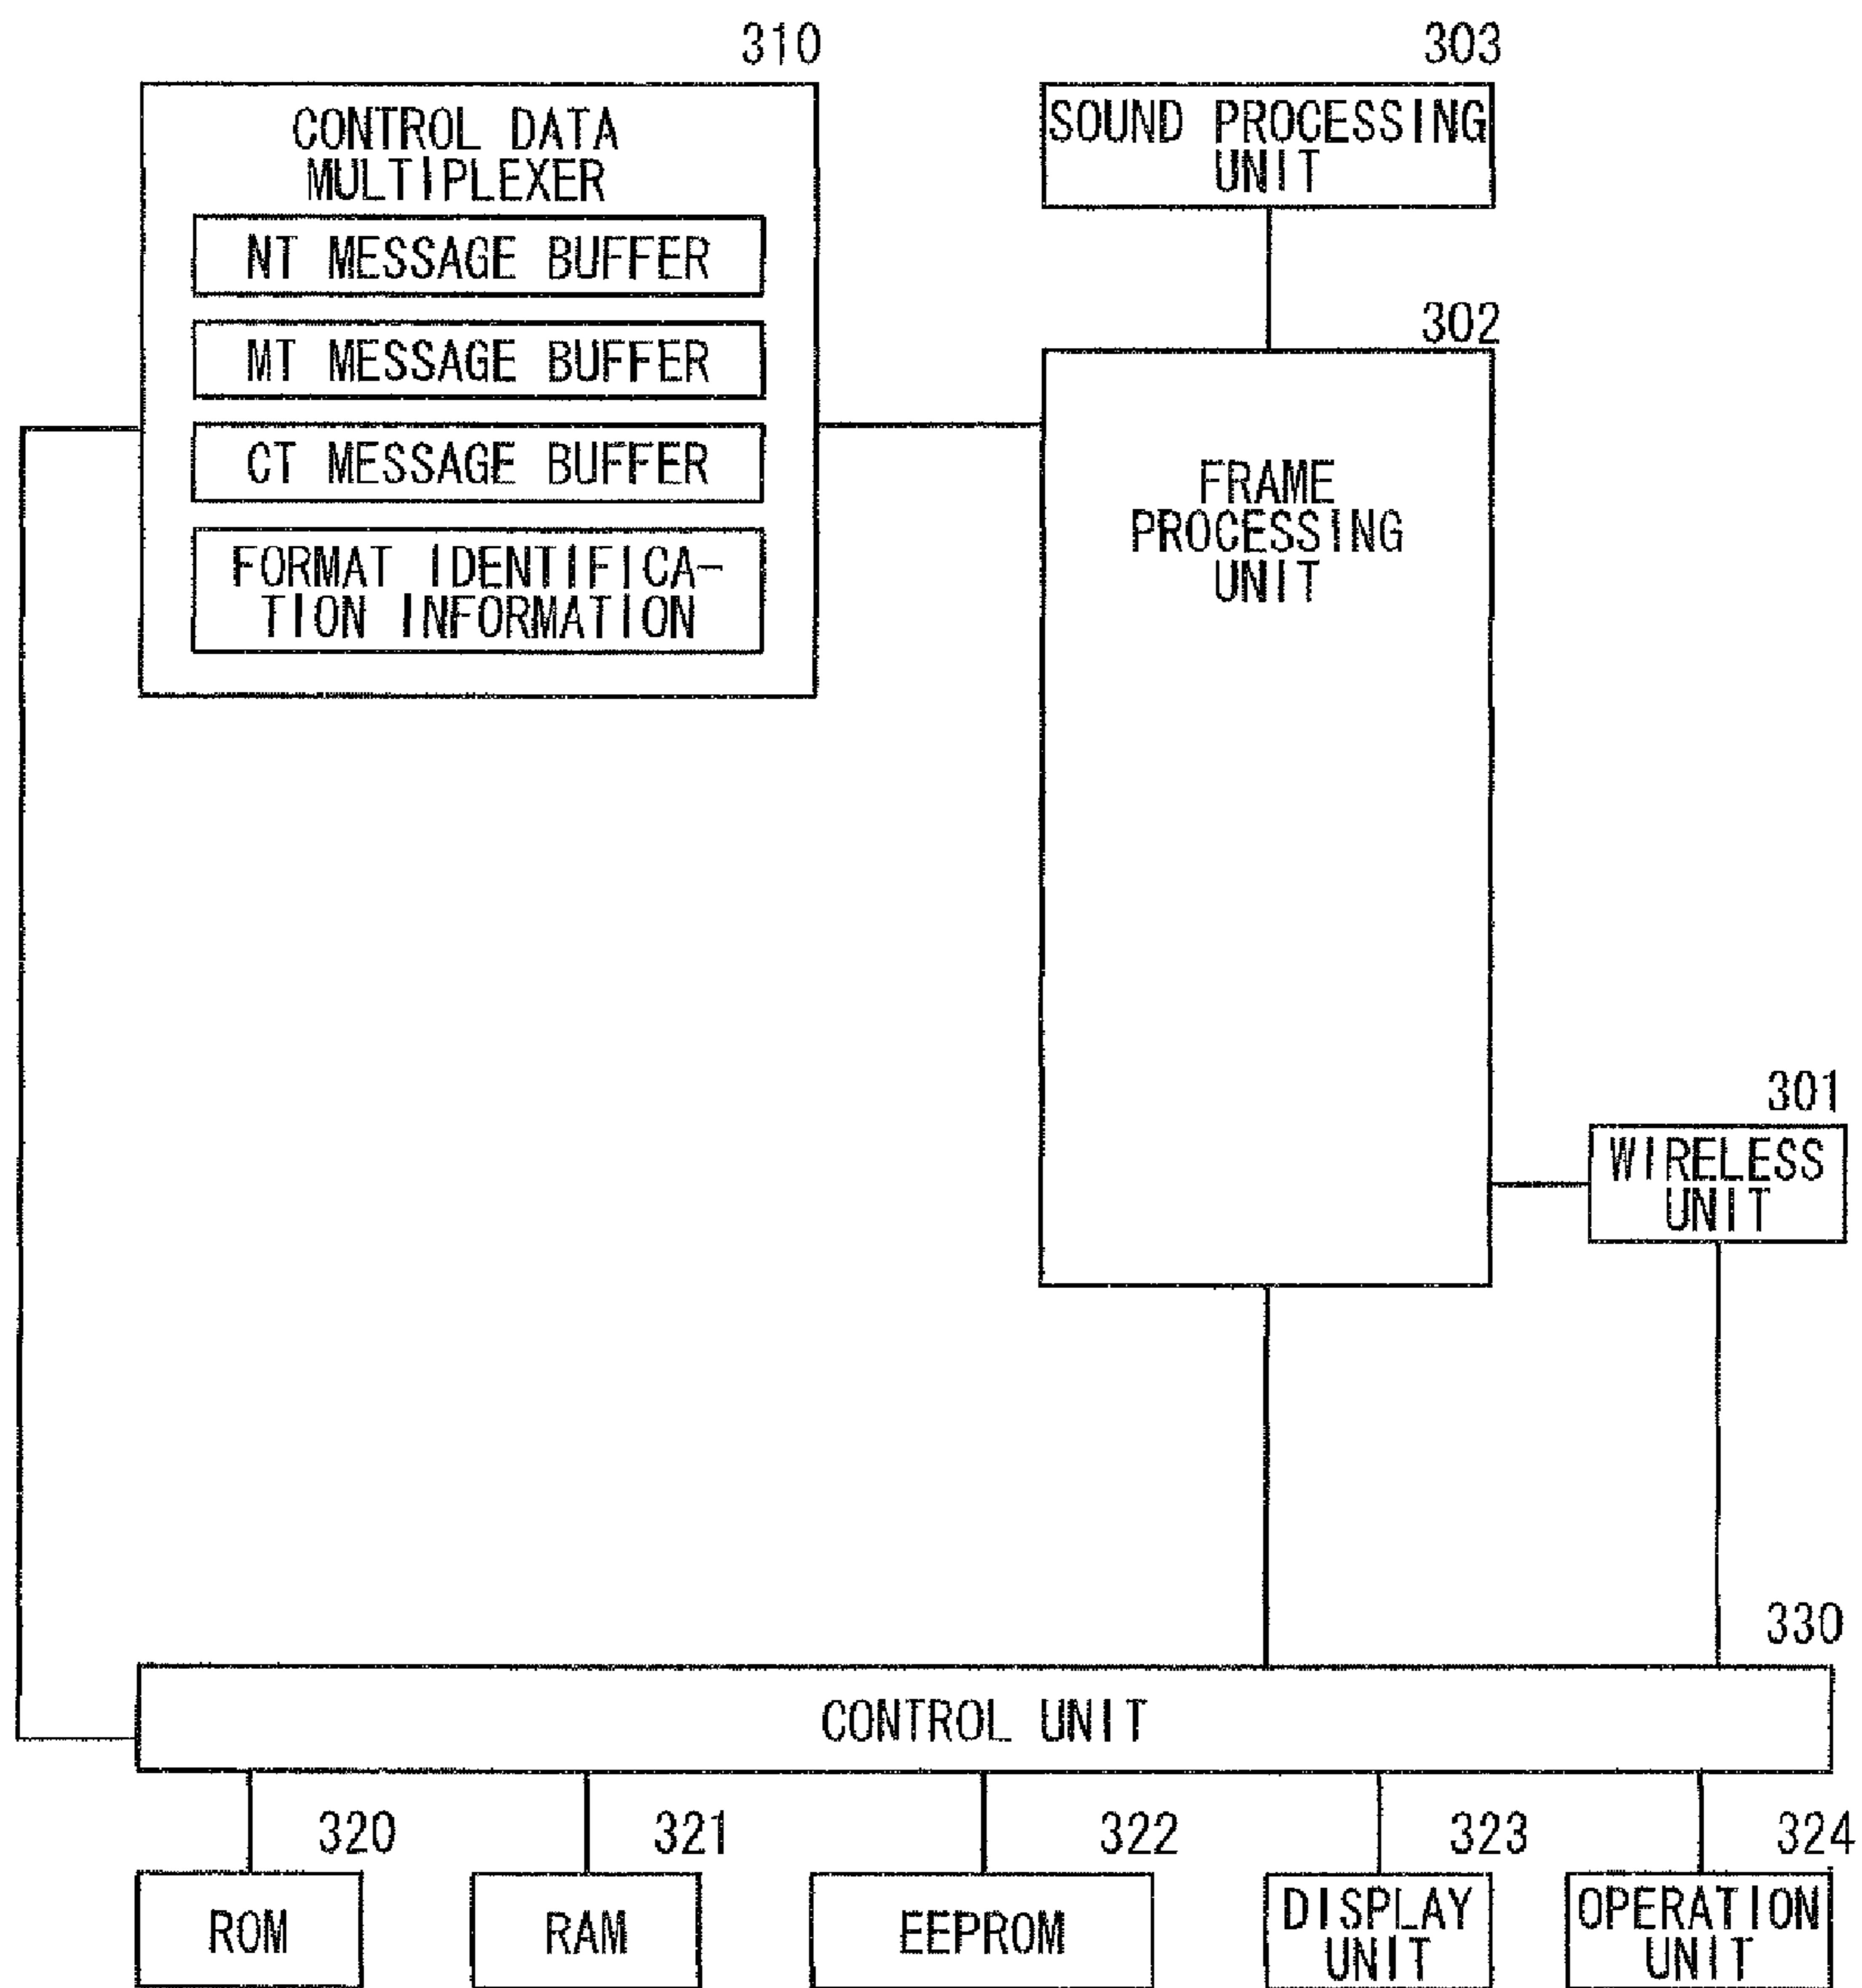 310
CONTROL DATA
MULTIPLEXER
NT MESSAGE BUFFER
MT MESSAGE BUFFER
CT MESSAGE BUFFER
FORMAT IDENTIFICA-
TION INFORMATION
303
SOUND PROCESSING
UNIT
302
FRAME
PROCESSING
UNIT
301
WIRELESS
UNIT
330
CONTROL UNIT
320
ROM
321
RAM
322
EEPROM
323
DISPLAY
UNIT
324
OPERATION
UNIT